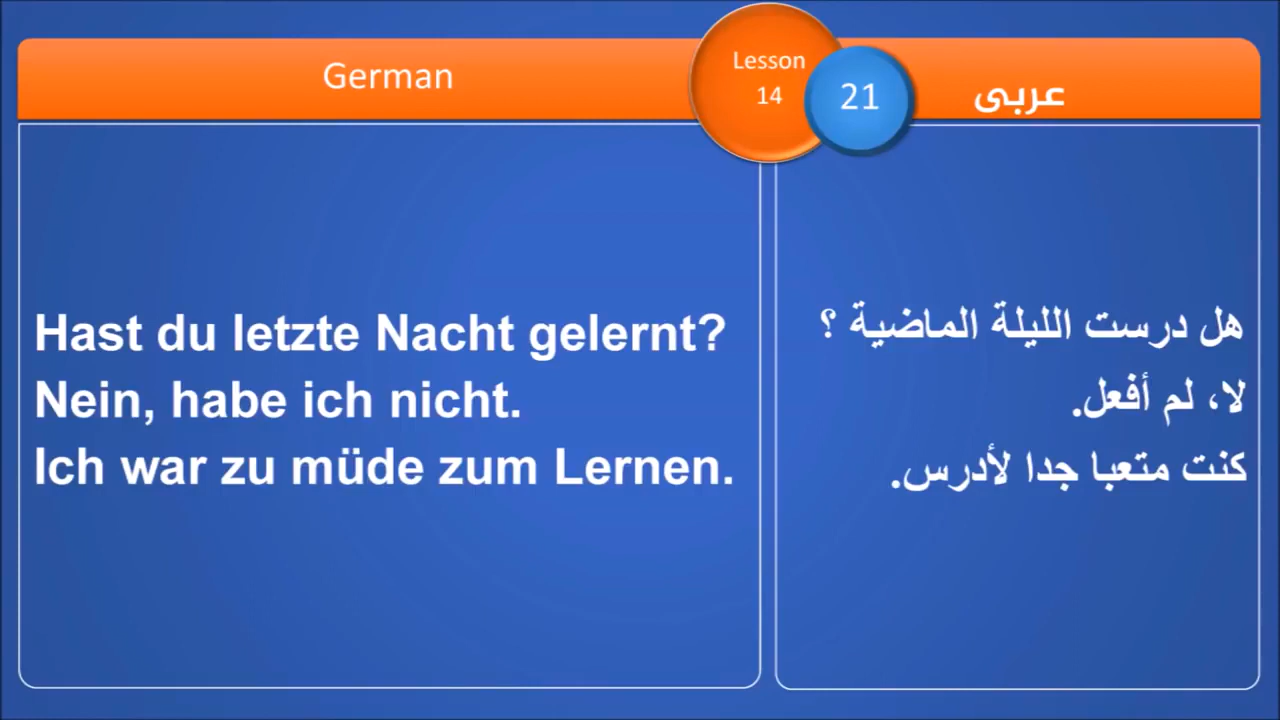 German
Lesson
14
21
عربى
Hast du letzte Nacht gelernt?
Nein, habe ich nicht.
Ich war zu müde zum Lernen.
هل درست الليلة الماضية ؟
لا، لم أفعل.
كنت متعبا جدا لأدرس.